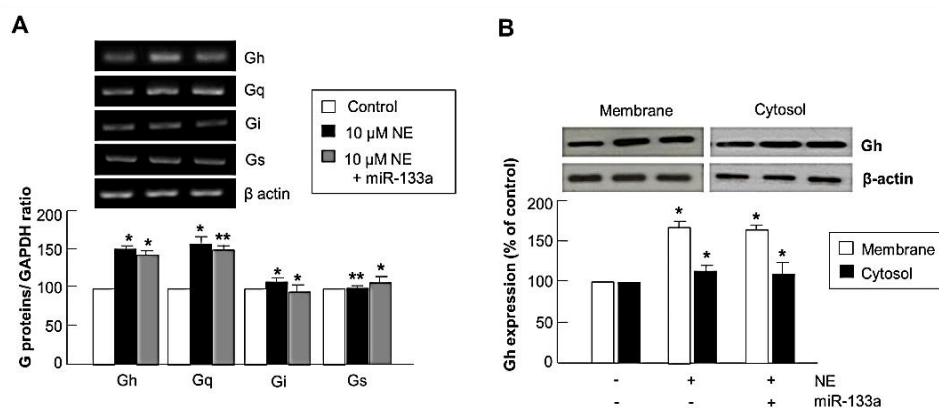 A
Gh
Gq
Gi
Gs
β actin
Control
10 µM NE
10 µM NE
+ miR-133a
G proteins/ GAPDH ratio
200
150
100
50
0
* * * ** * * ** *
Gh Gq Gi Gs
B
Membrane Cytosol
Gh
β-actin
Gh expression (% of control)
200
150
100
50
0
* * * *
Membrane
Cytosol
- + + NE
- - + miR-133a